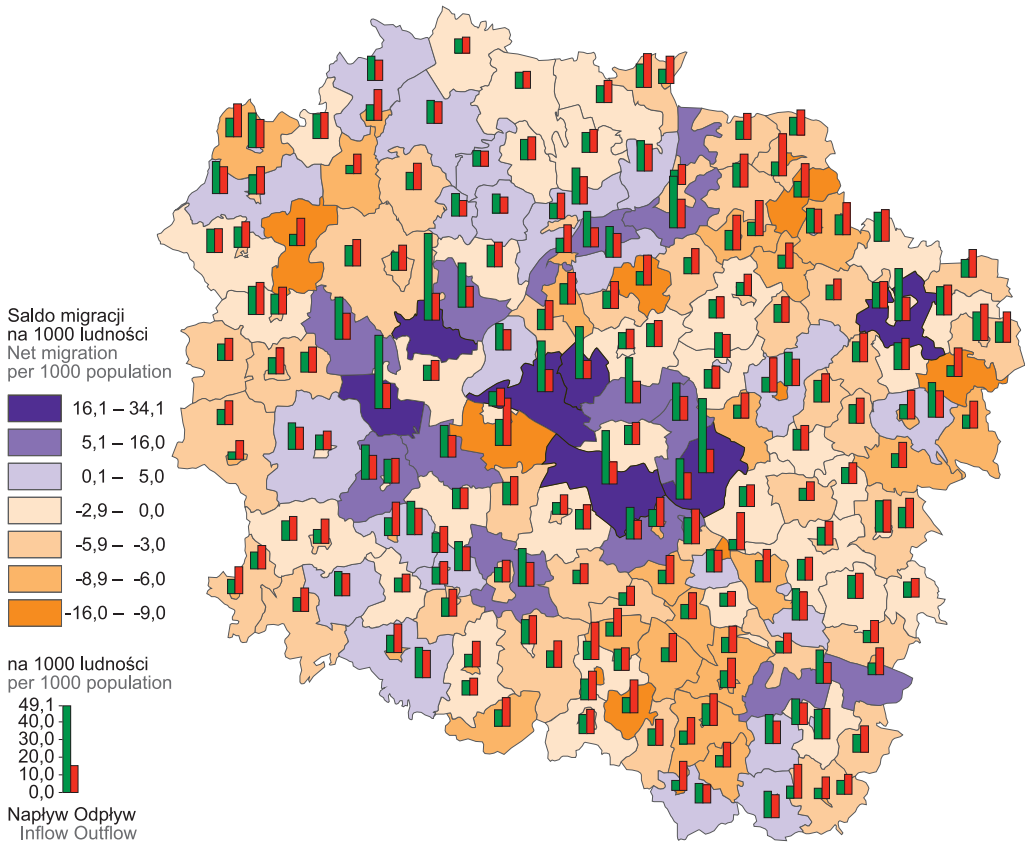 Saldo migracji
na 1000 ludności
Net migration
per 1000 population
16,1 – 34,1
5,1 – 16,0
0,1 – 5,0
-2,9 – 0,0
-5,9 – -3,0
-8,9 – -6,0
-16,0 – -9,0
na 1000 ludności
per 1000 population
49,1
40,0
30,0
20,0
10,0
0,0
Napływ Odpływ
Inflow Outflow